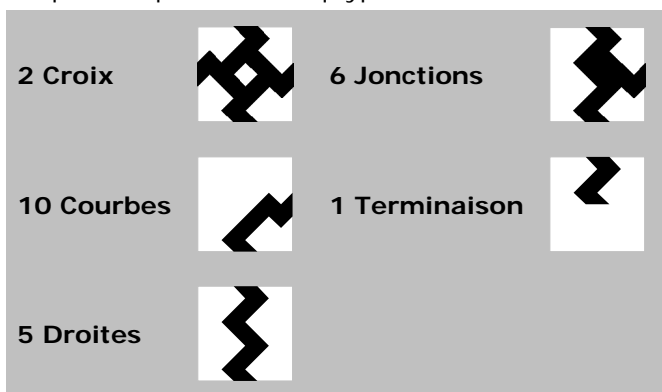 2 Croix
6 Jonctions
10 Courbes
1 Terminaison
5 Droites